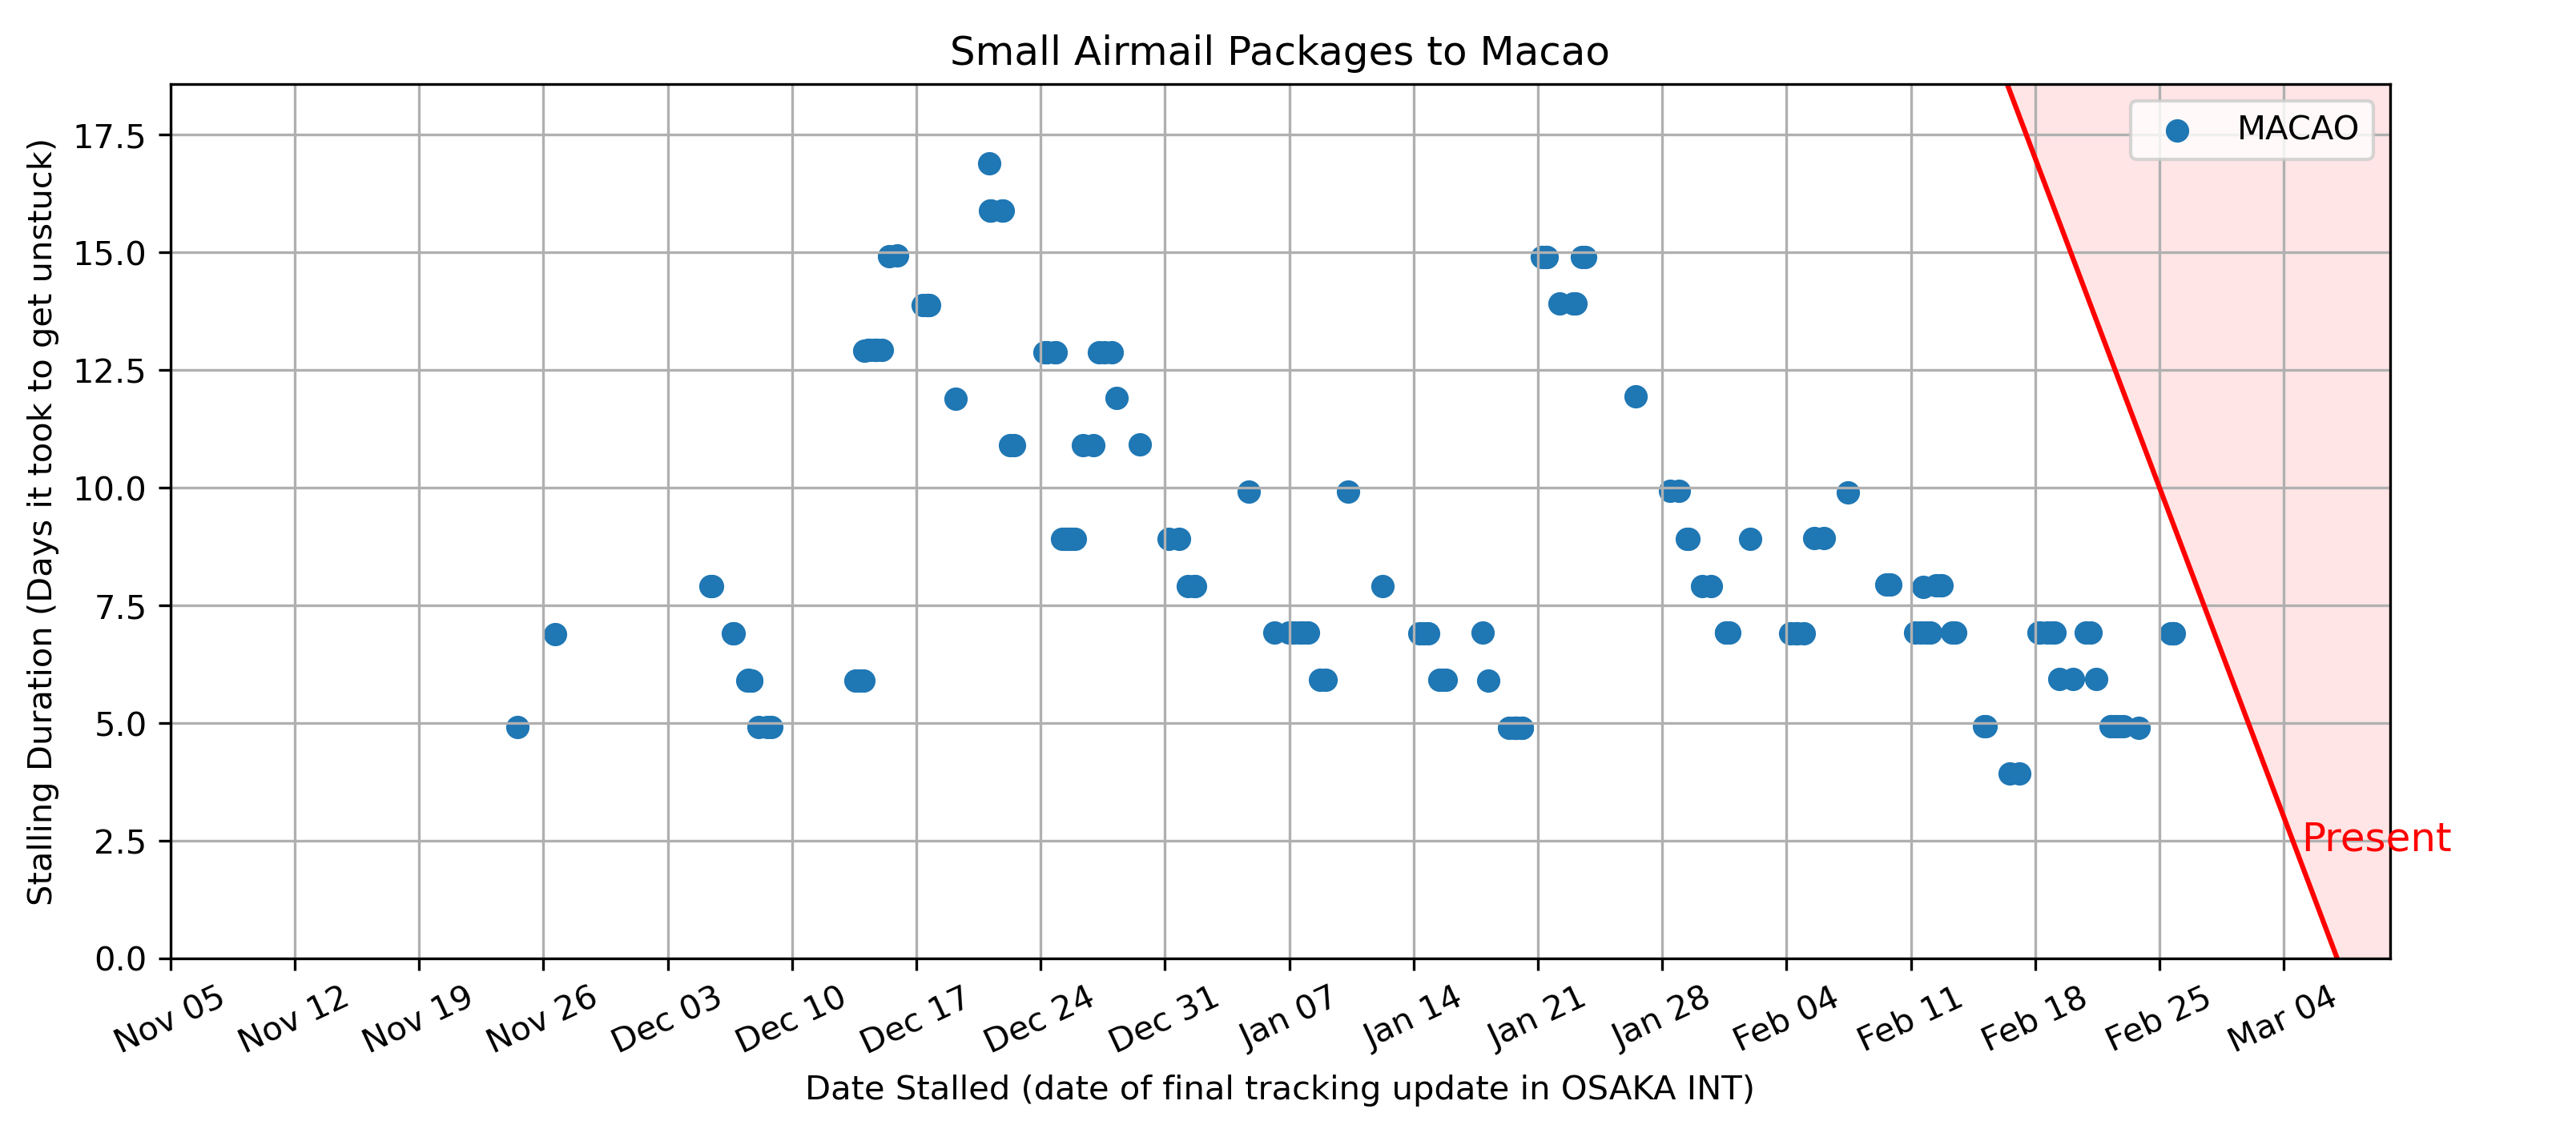 Small Airmail Packages to Macao
MACAO
Stalling Duration (Days it took to get unstuck)
17.5
15.0
12.5
10.0
7.5
5.0
2.5
0.0
Present
Nov 05
Nov 12
Nov 19
Nov 26
Dec 03
Dec 10
Dec 17
Dec 24
Dec 31
Jan 07
Jan 14
Jan 21
Jan 28
Feb 04
Feb 11
Feb 18
Feb 25
Mar 04
Date Stalled (date of final tracking update in OSAKA INT)